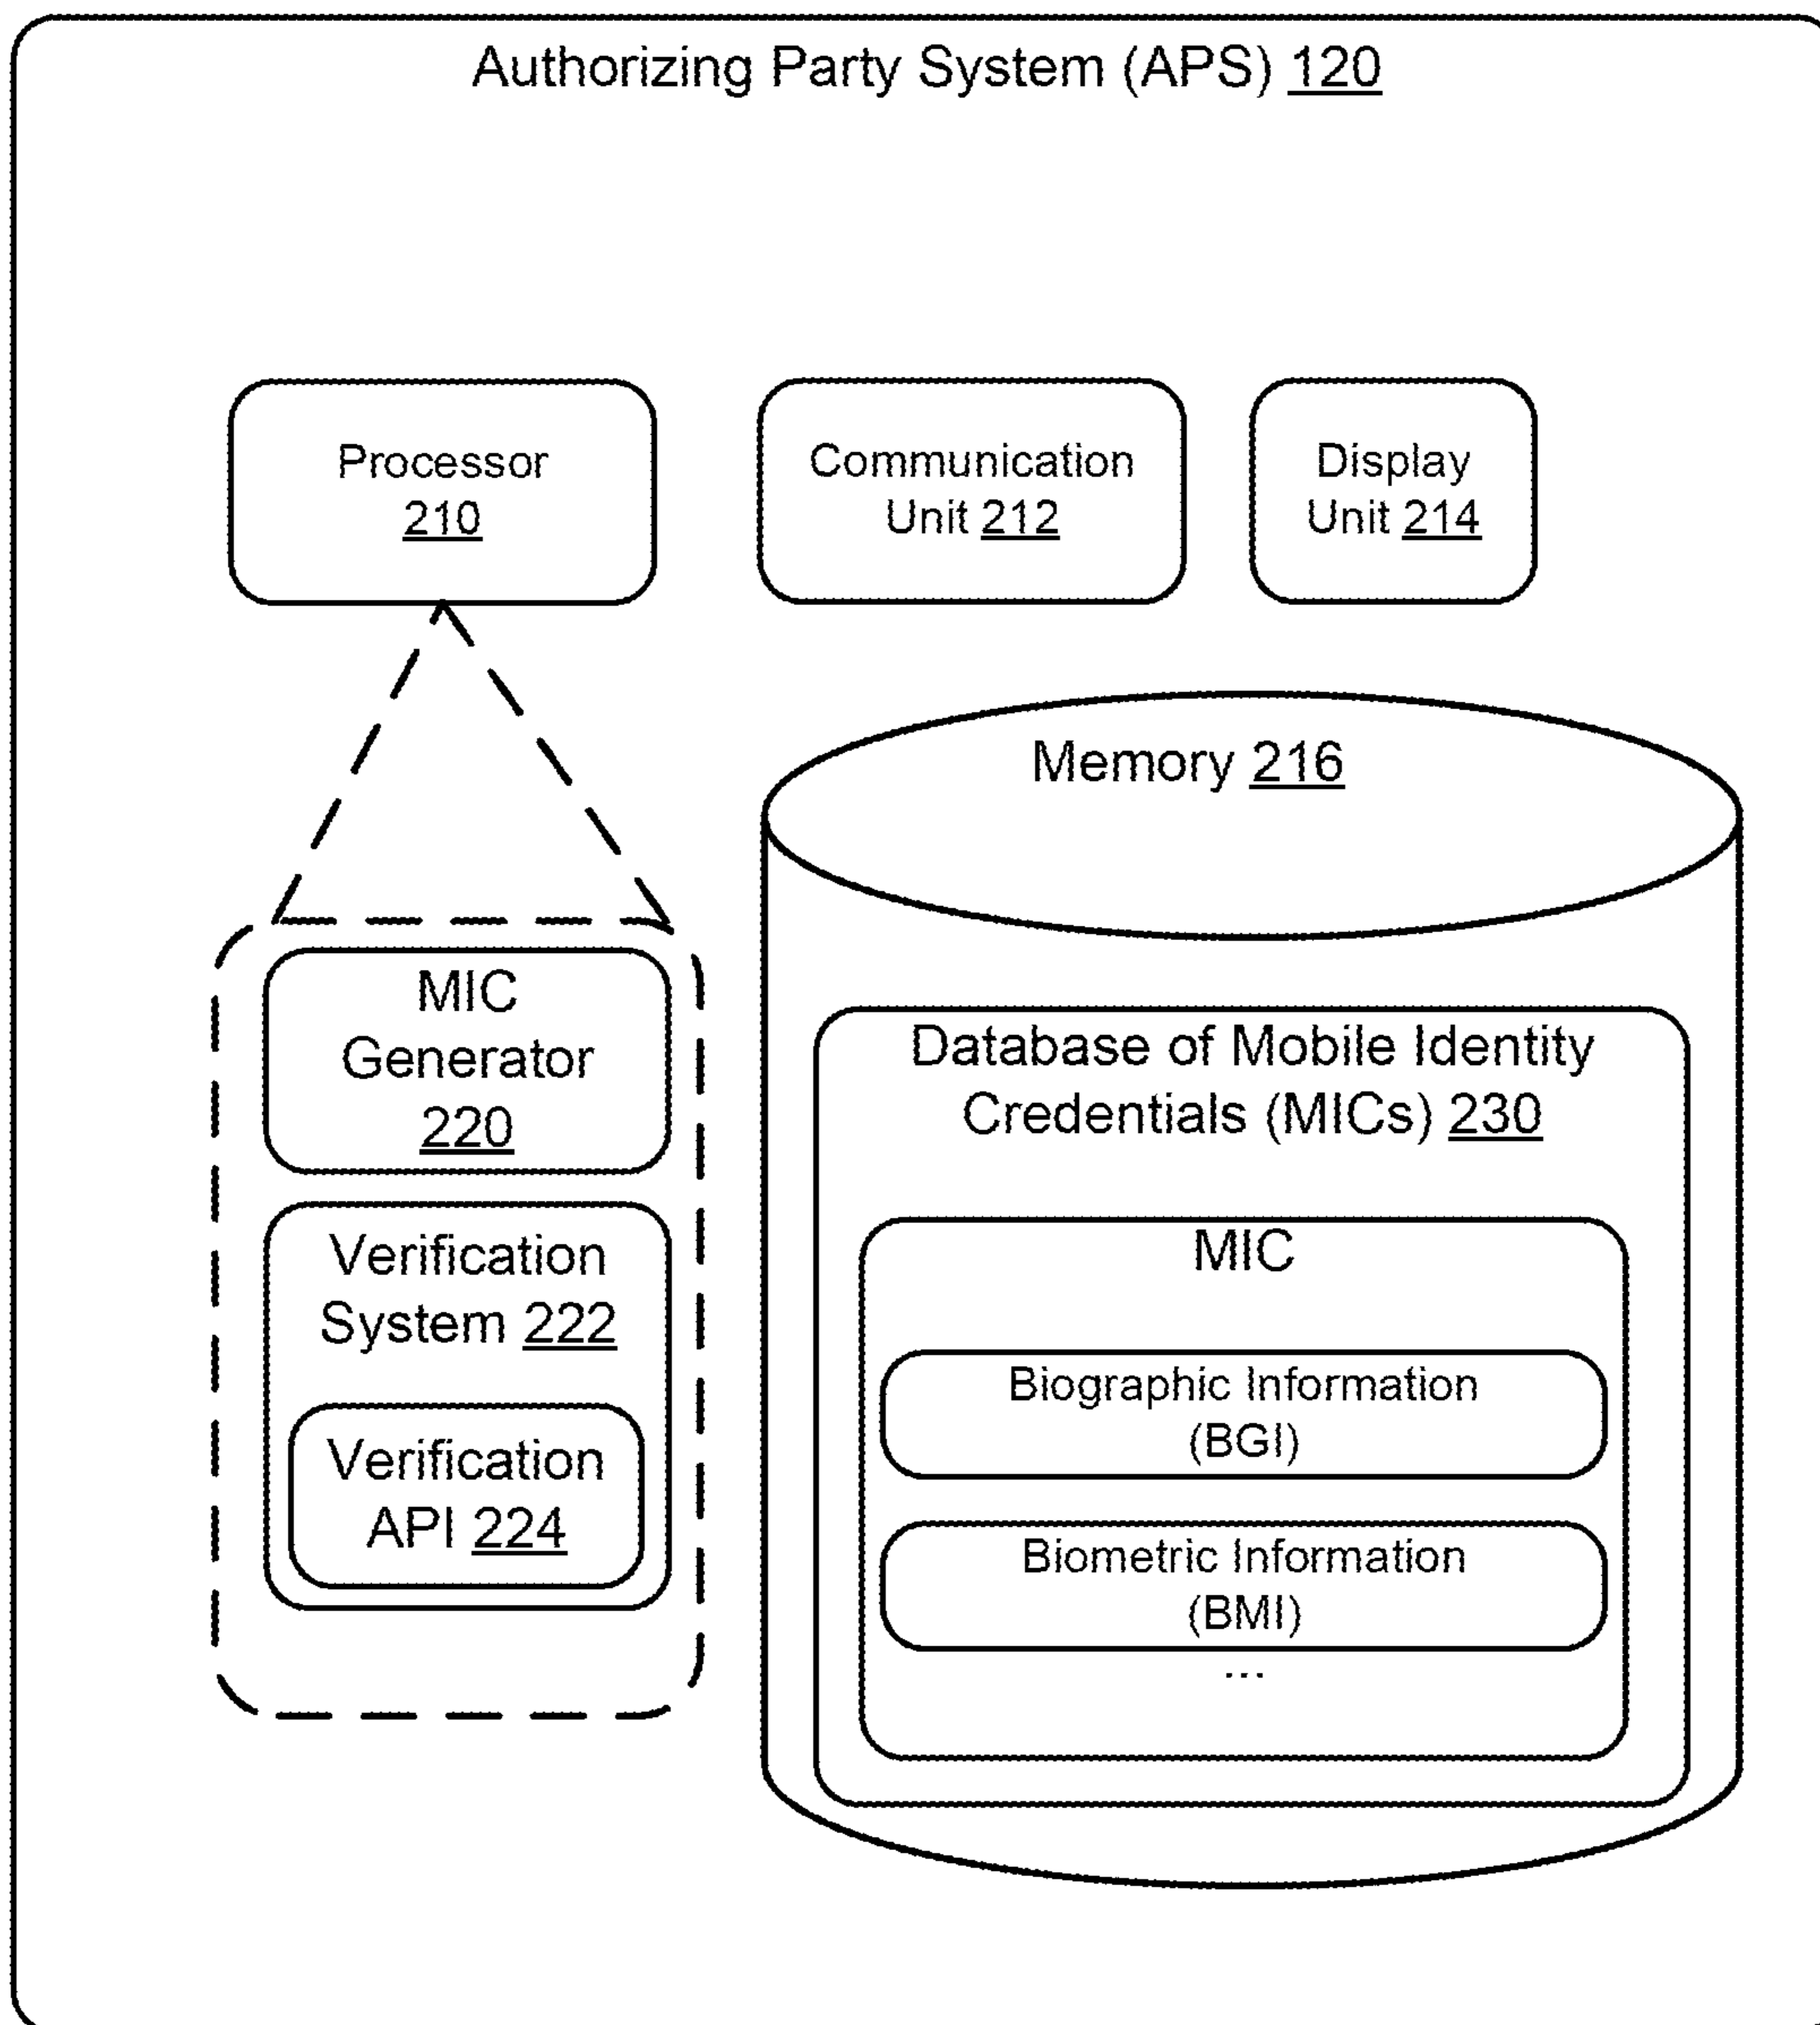 Authorizing Party System (APS) 120
Processor
210
Communication
Unit 212
Display
Unit 214
Memory 216
MIC
Generator
220
Verification
System 222
Verification
API 224
Database of Mobile Identity
Credentials (MICs) 230
MIC
Biographic Information
(BGI)
Biometric Information
(BMI)
...